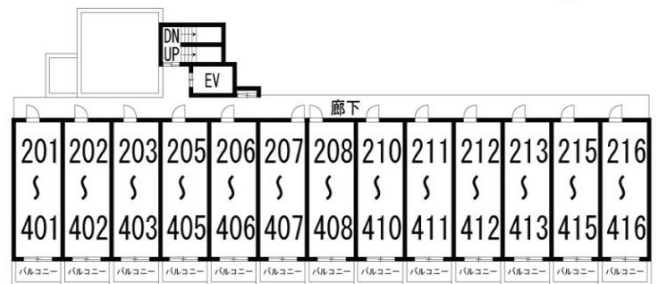 DN
UP
EV
廊下
201 202 203 205 206 207 208 210 211 212 213 215 216
〜 〜 〜 〜 〜 〜 〜 〜 〜 〜 〜 〜 〜
401 402 403 405 406 407 408 410 411 412 413 415 416
バルコニー バルコニー バルコニー バルコニー バルコニー バルコニー バルコニー バルコニー バルコニー バルコニー バルコニー バルコニー バルコニー